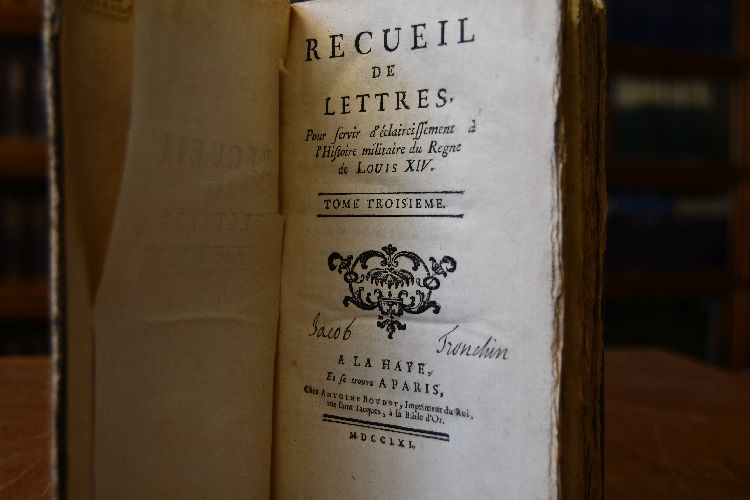 RECUEIL
DE
LETTRES.
Pour ſervir d'éclairciſſement à
l'Hiſtoire militaire du Regne
de LOUIS XIV.
TOME TROISIEME.
Jacob Tronchin
A LA HAYE,
Et ſe trouve A PARIS,
Chez ANTOINE BOUDET, Imprimeur du Roi,
rue ſaint Jacques, à la Bible d'Or.
M.DCCLXI.